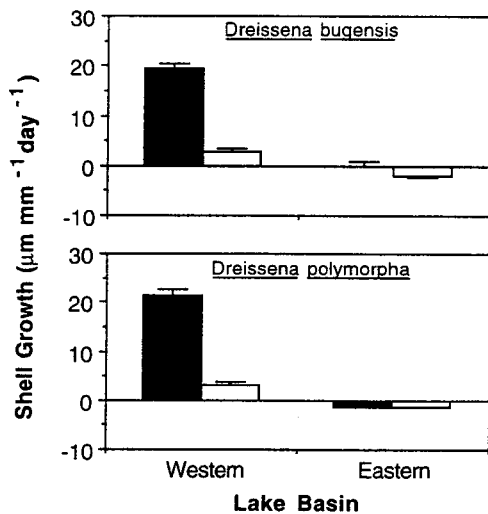 Dreissena bugensis
30
20
10
0
-10
Shell Growth (µm mm -1 day -1)
Dreissena polymorpha
30
20
10
0
-10
Western Eastern
Lake Basin